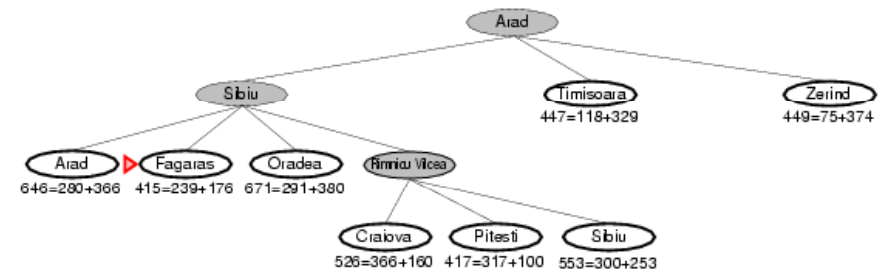 Arad
Sibiu
Timisoara
Zerind
447=118+329
449=75+374
Arad
Fagaras
Oradea
Rimnicu Vilcea
646=280+366
415=239+176
671=291+380
Craiova
Pitesti
Sibiu
526=366+160
417=317+100
553=300+253